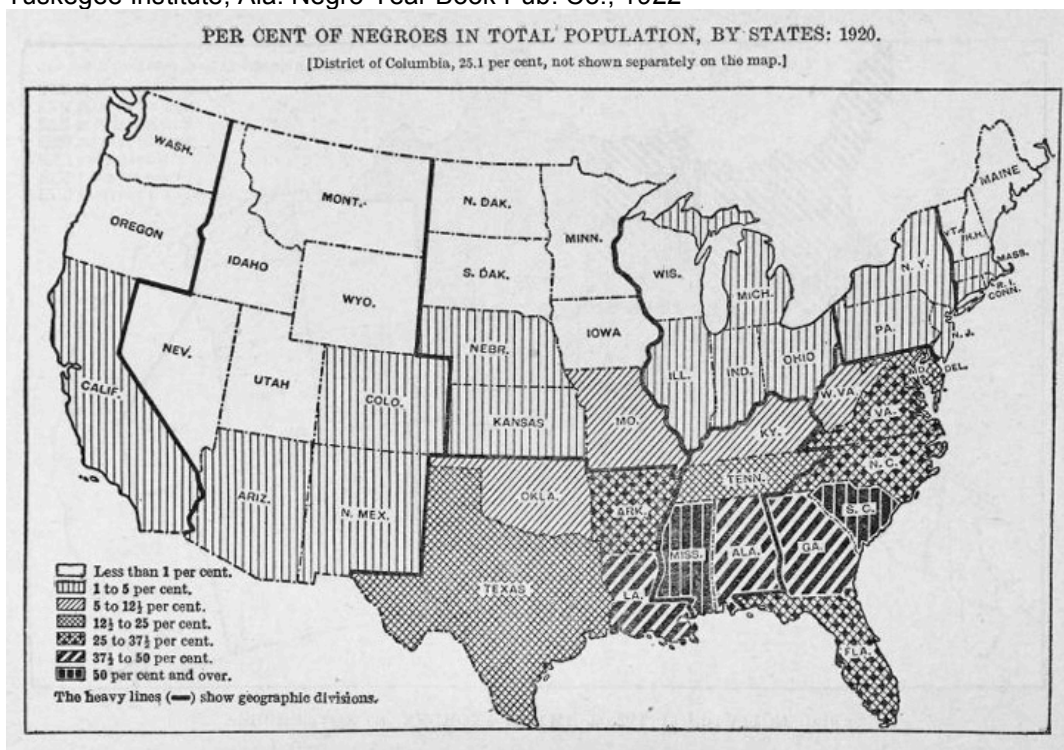 Tuskegee Institute, Ala. Negro Year Book Pub. Co., 1922
PER CENT OF NEGROES IN TOTAL POPULATION, BY STATES: 1920.
[District of Columbia, 25.1 per cent, not shown separately on the map.]
WASH.
OREGON
CALIF.
IDAHO
NEV.
MONT.
WYO.
UTAH
COLO.
ARIZ.
N. MEX.
N. DAK.
S. DAK.
NEBR.
KANSAS
OKLA.
TEXAS
MINN.
IOWA
MO.
ARK.
LA.
WIS.
MICH.
ILL.
IND.
OHIO
KY.
TENN.
MISS.
ALA.
GA.
FLA.
S. C.
N. C.
VA.
W. VA.
MD.
DEL.
PA.
N. J.
N. Y.
CONN.
R. I.
MASS.
VT.
N.H.
MAINE
Less than 1 per cent.
1 to 5 per cent.
5 to 12½ per cent.
12½ to 25 per cent.
25 to 37½ per cent.
37½ to 50 per cent.
50 per cent and over.
The heavy lines (▬) show geographic divisions.